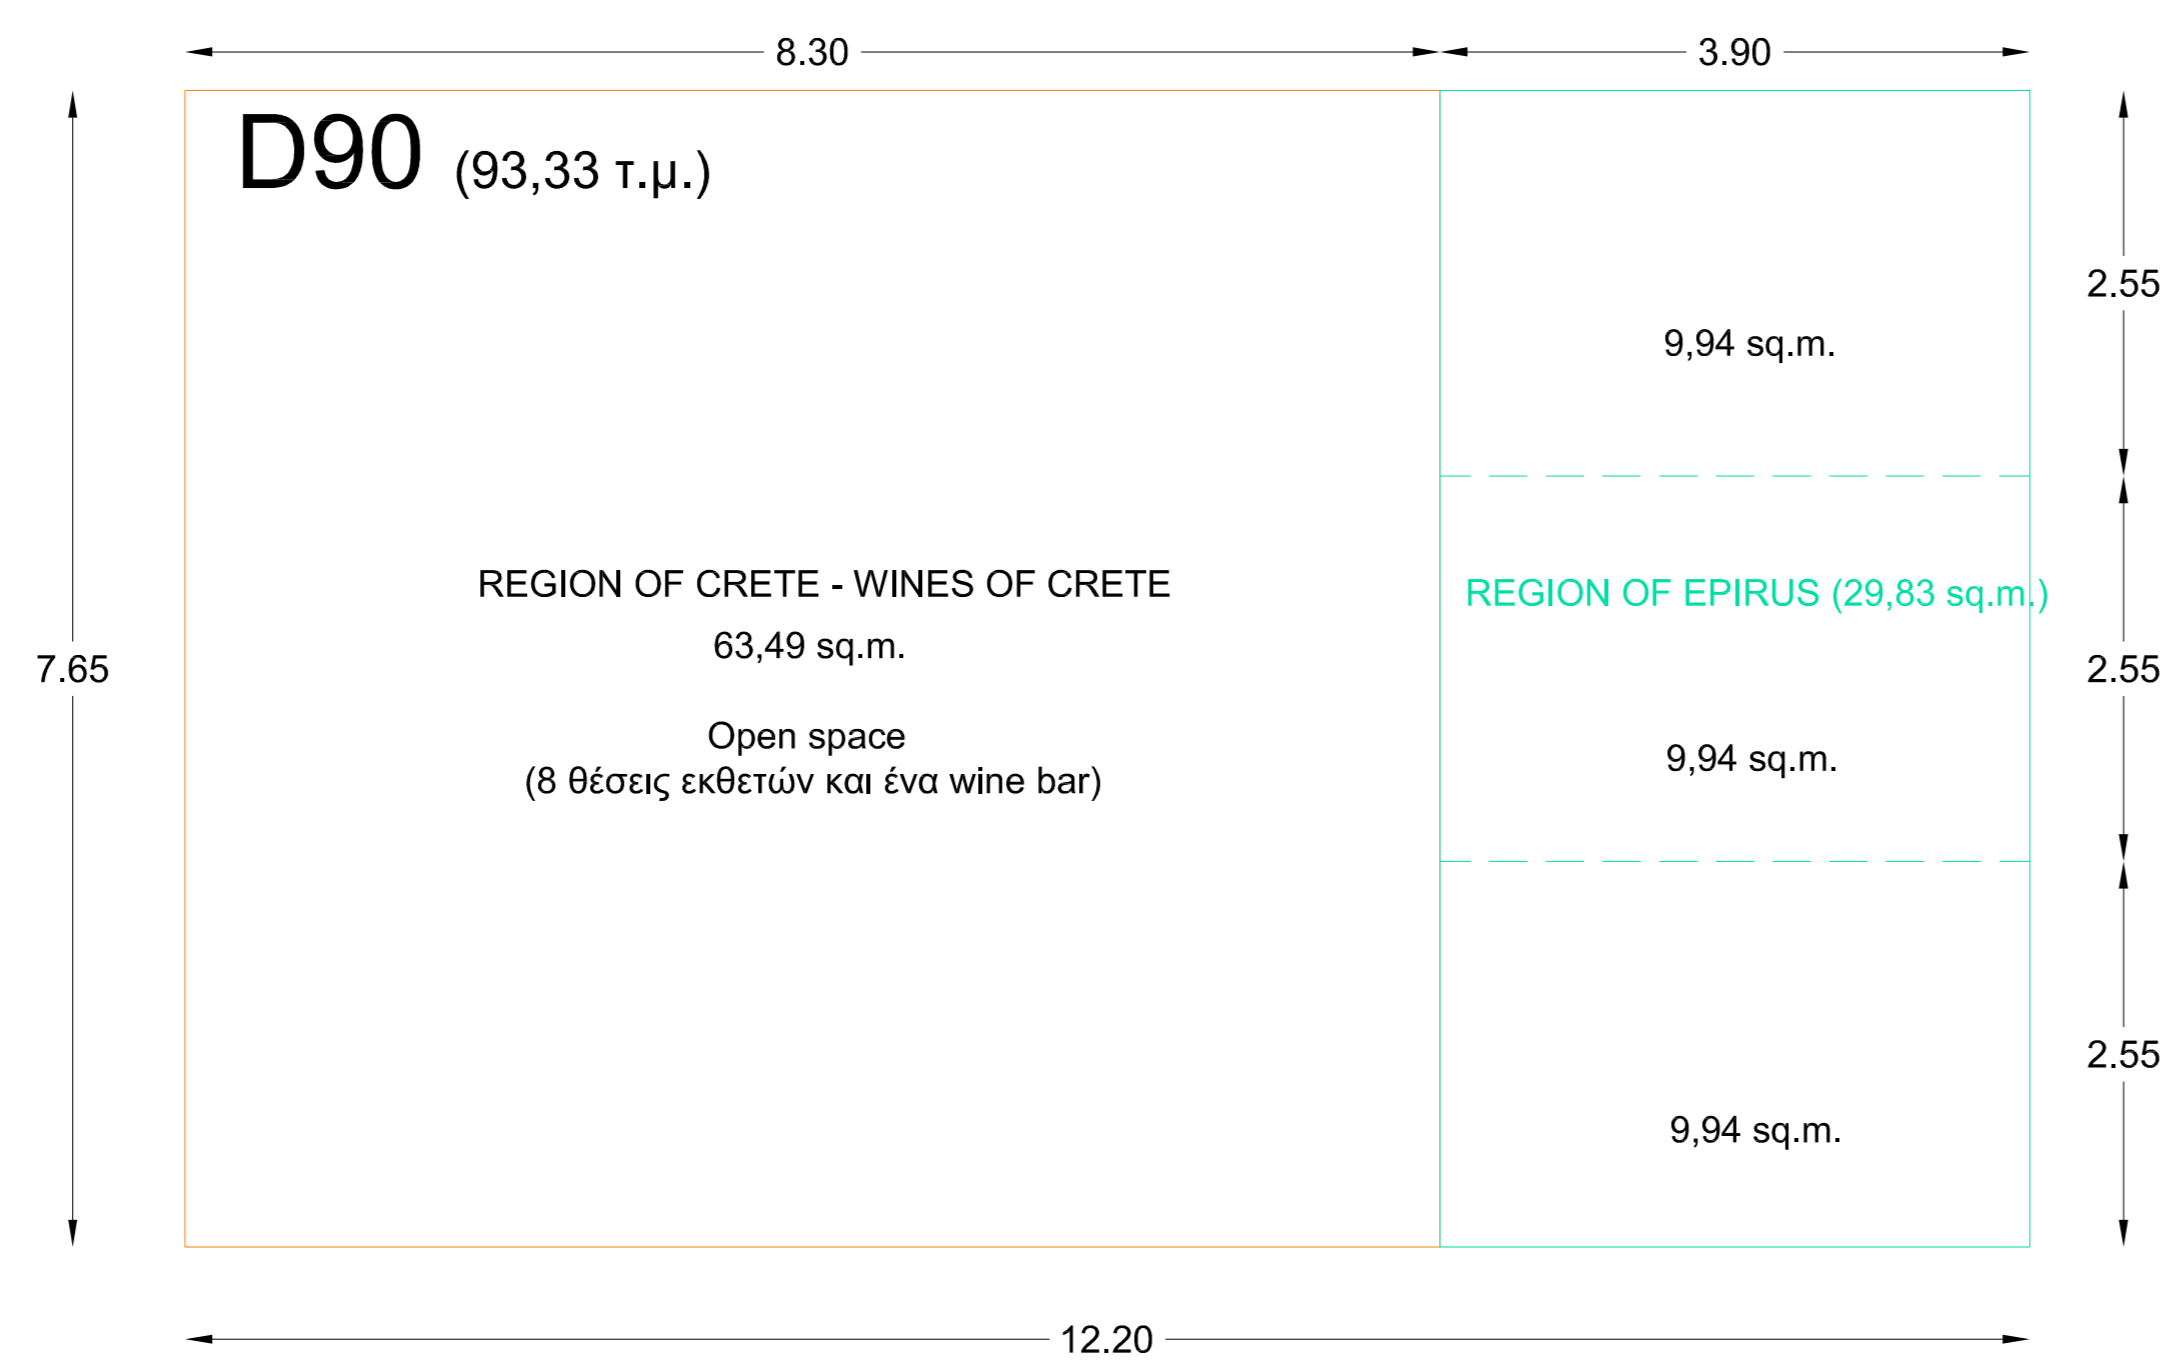 8.30
3.90
D90 (93,33 τ.μ.)
2.55
9,94 sq.m.
REGION OF CRETE - WINES OF CRETE
REGION OF EPIRUS (29,83 sq.m.)
63,49 sq.m.
7.65
2.55
Open space
9,94 sq.m.
(8 θέσεις εκθετών και ένα wine bar)
2.55
9,94 sq.m.
12.20